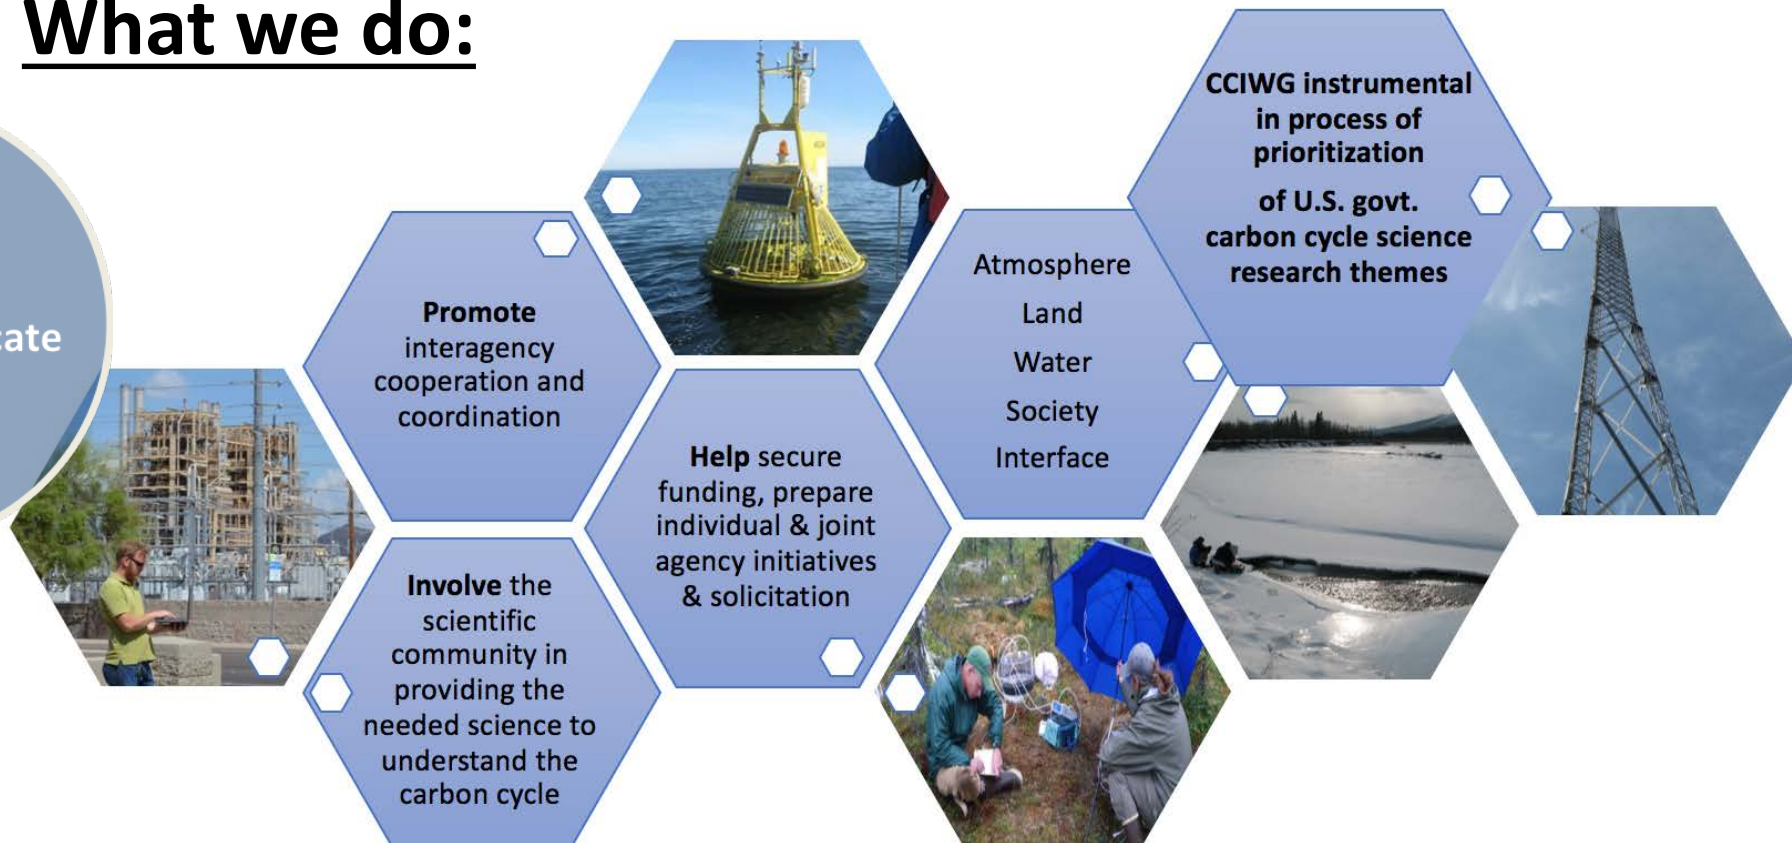 What we do:
Promote
interagency
cooperation and
coordination
Involve the
scientific
community in
providing the
needed science to
understand the
carbon cycle
Help secure
funding, prepare
individual & joint
agency initiatives
& solicitation
Atmosphere
Land
Water
Society
Interface
CCIWG instrumental
in process of
prioritization
of U.S. govt.
carbon cycle science
research themes